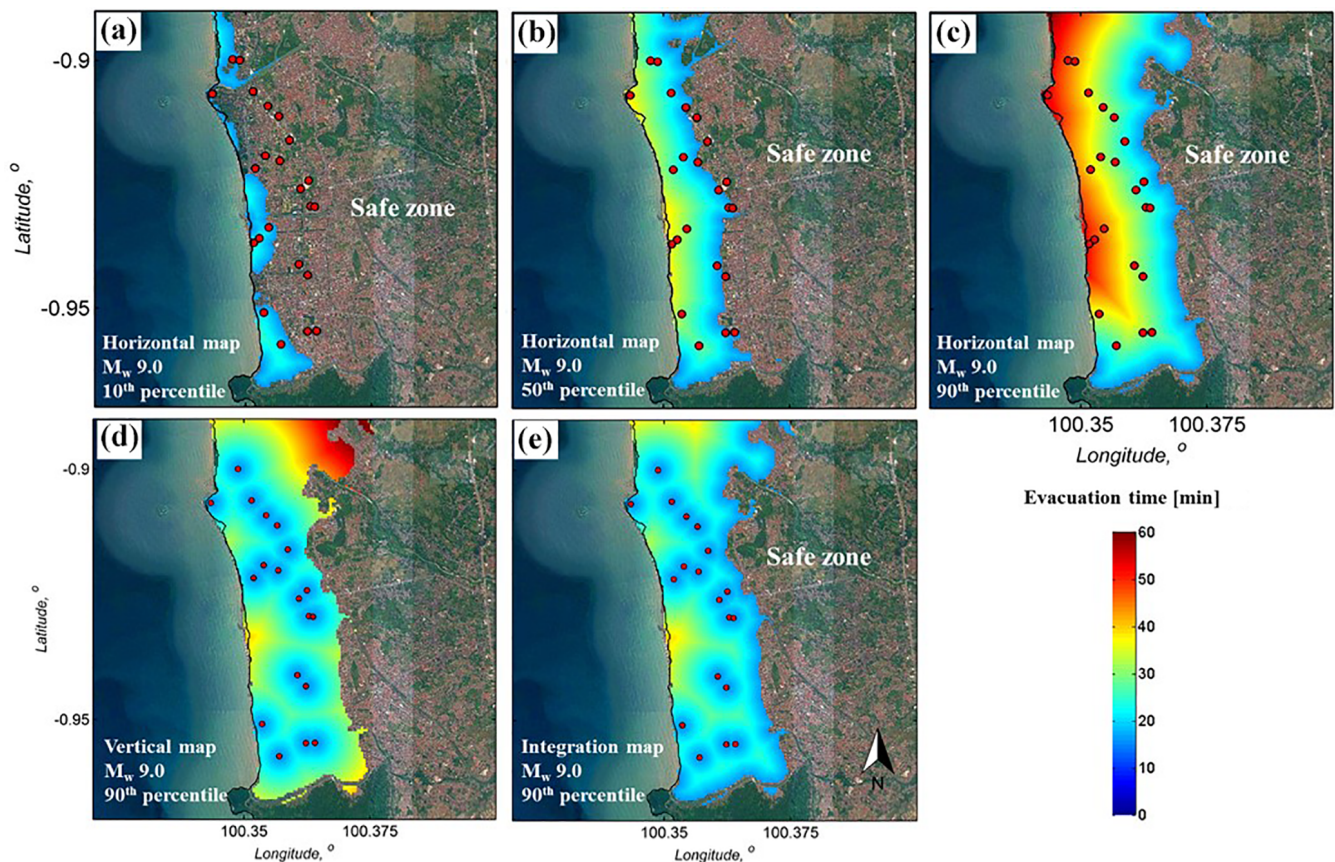 (a)
Safe zone
Horizontal map
Mw 9.0
10th percentile
-0.9
-0.95
Latitude, °
(b)
Safe zone
Horizontal map
Mw 9.0
50th percentile
(c)
Safe zone
Horizontal map
Mw 9.0
90th percentile
100.35
100.375
Longitude, °
(d)
Vertical map
Mw 9.0
90th percentile
-0.9
-0.95
Latitude, °
100.35
100.375
Longitude, °
(e)
Safe zone
Integration map
Mw 9.0
90th percentile
N
100.35
100.375
Longitude, °
Evacuation time [min]
60
50
40
30
20
10
0